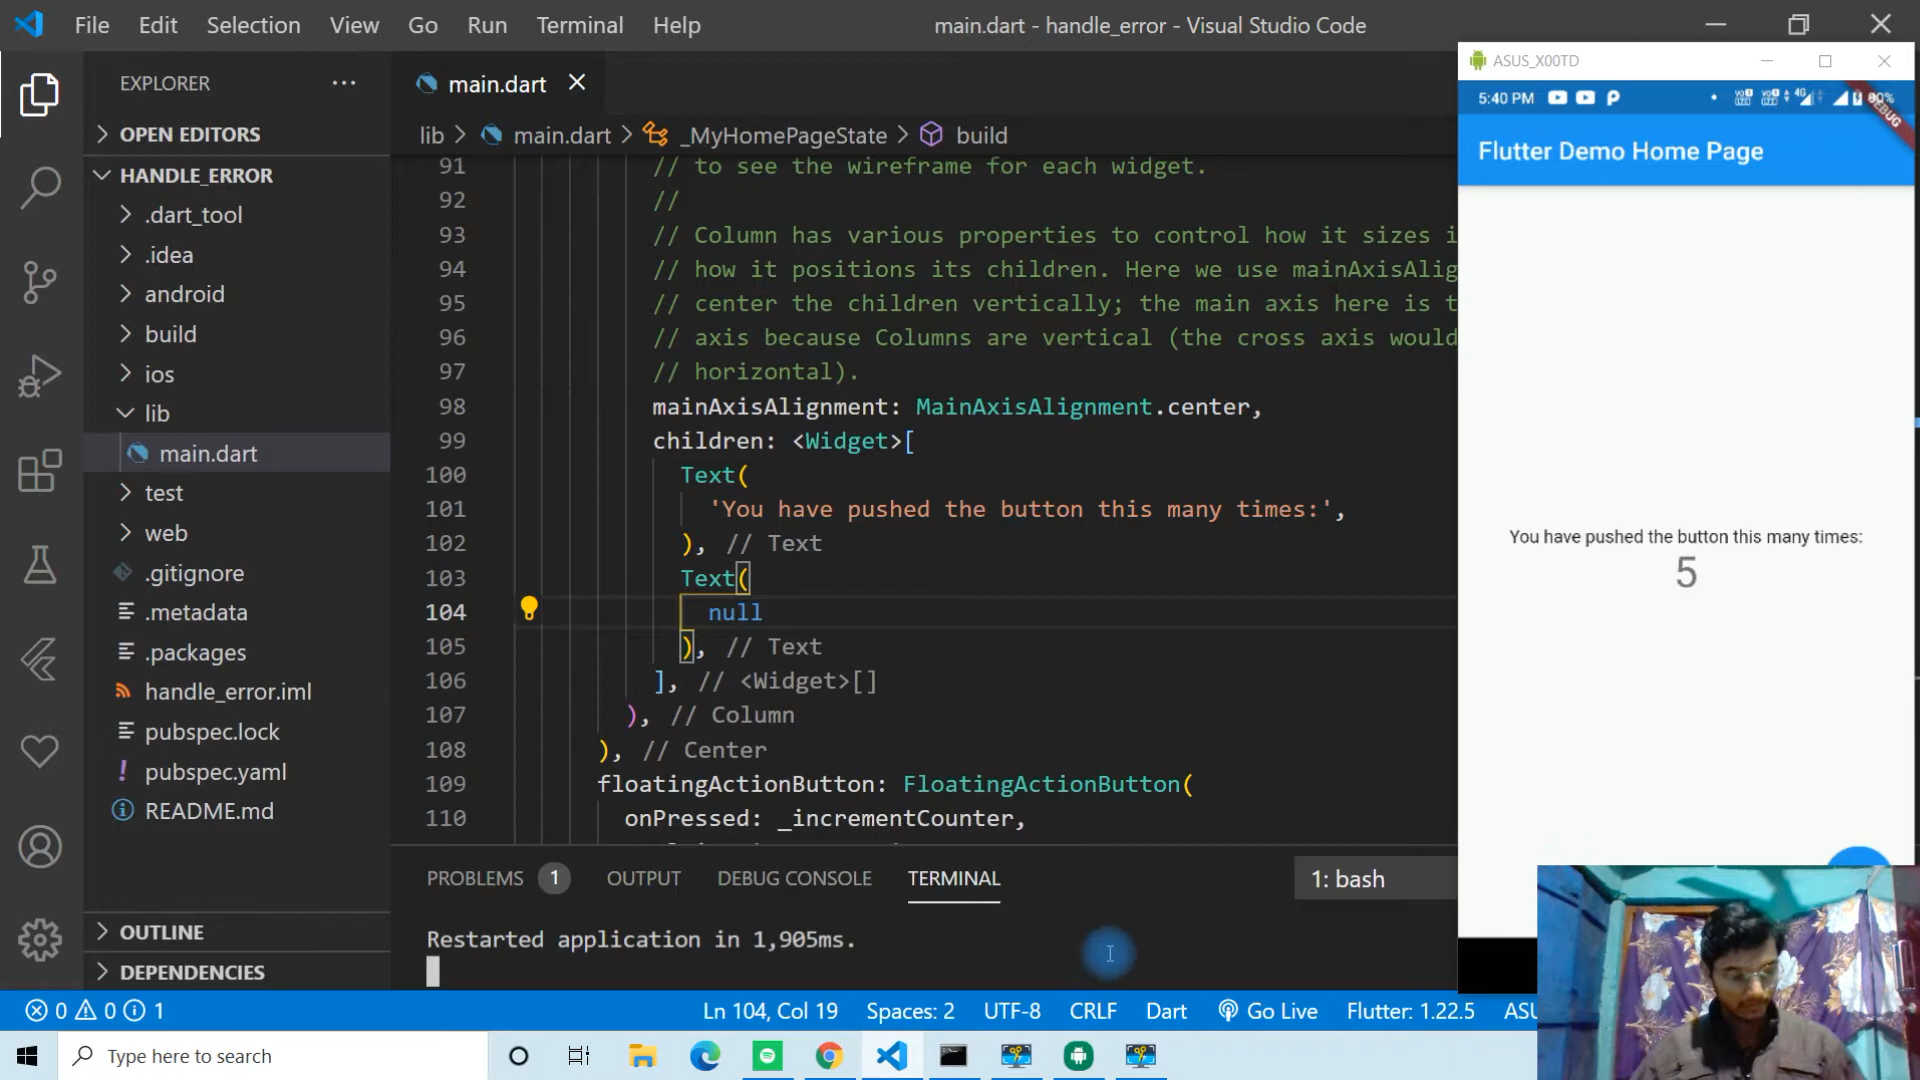 File Edit Selection View Go Run Terminal Help
main.dart - handle_error - Visual Studio Code
EXPLORER
OPEN EDITORS
HANDLE_ERROR
.dart_tool
.idea
android
build
ios
lib
main.dart
test
web
.gitignore
.metadata
.packages
handle_error.iml
pubspec.lock
pubspec.yaml
README.md
OUTLINE
DEPENDENCIES
main.dart
lib > main.dart > _MyHomePageState > build
91 // to see the wireframe for each widget.
92 //
93 // Column has various properties to control how it sizes i
94 // how it positions its children. Here we use mainAxisAlig
95 // center the children vertically; the main axis here is t
96 // axis because Columns are vertical (the cross axis would
97 // horizontal).
98 mainAxisAlignment: MainAxisAlignment.center,
99 children: <Widget>[
100 Text(
101 'You have pushed the button this many times:',
102 ), // Text
103 Text(
104 null
105 ), // Text
106 ], // <Widget>[]
107 ), // Column
108 ), // Center
109 floatingActionButton: FloatingActionButton(
110 onPressed: _incrementCounter,
PROBLEMS 1 OUTPUT DEBUG CONSOLE TERMINAL
1: bash
Restarted application in 1,905ms.
0 0 1
Ln 104, Col 19 Spaces: 2 UTF-8 CRLF Dart Go Live Flutter: 1.22.5 ASU
ASUS_X00TD
5:40 PM
4G
DEBUG
Flutter Demo Home Page
You have pushed the button this many times:
5
Type here to search